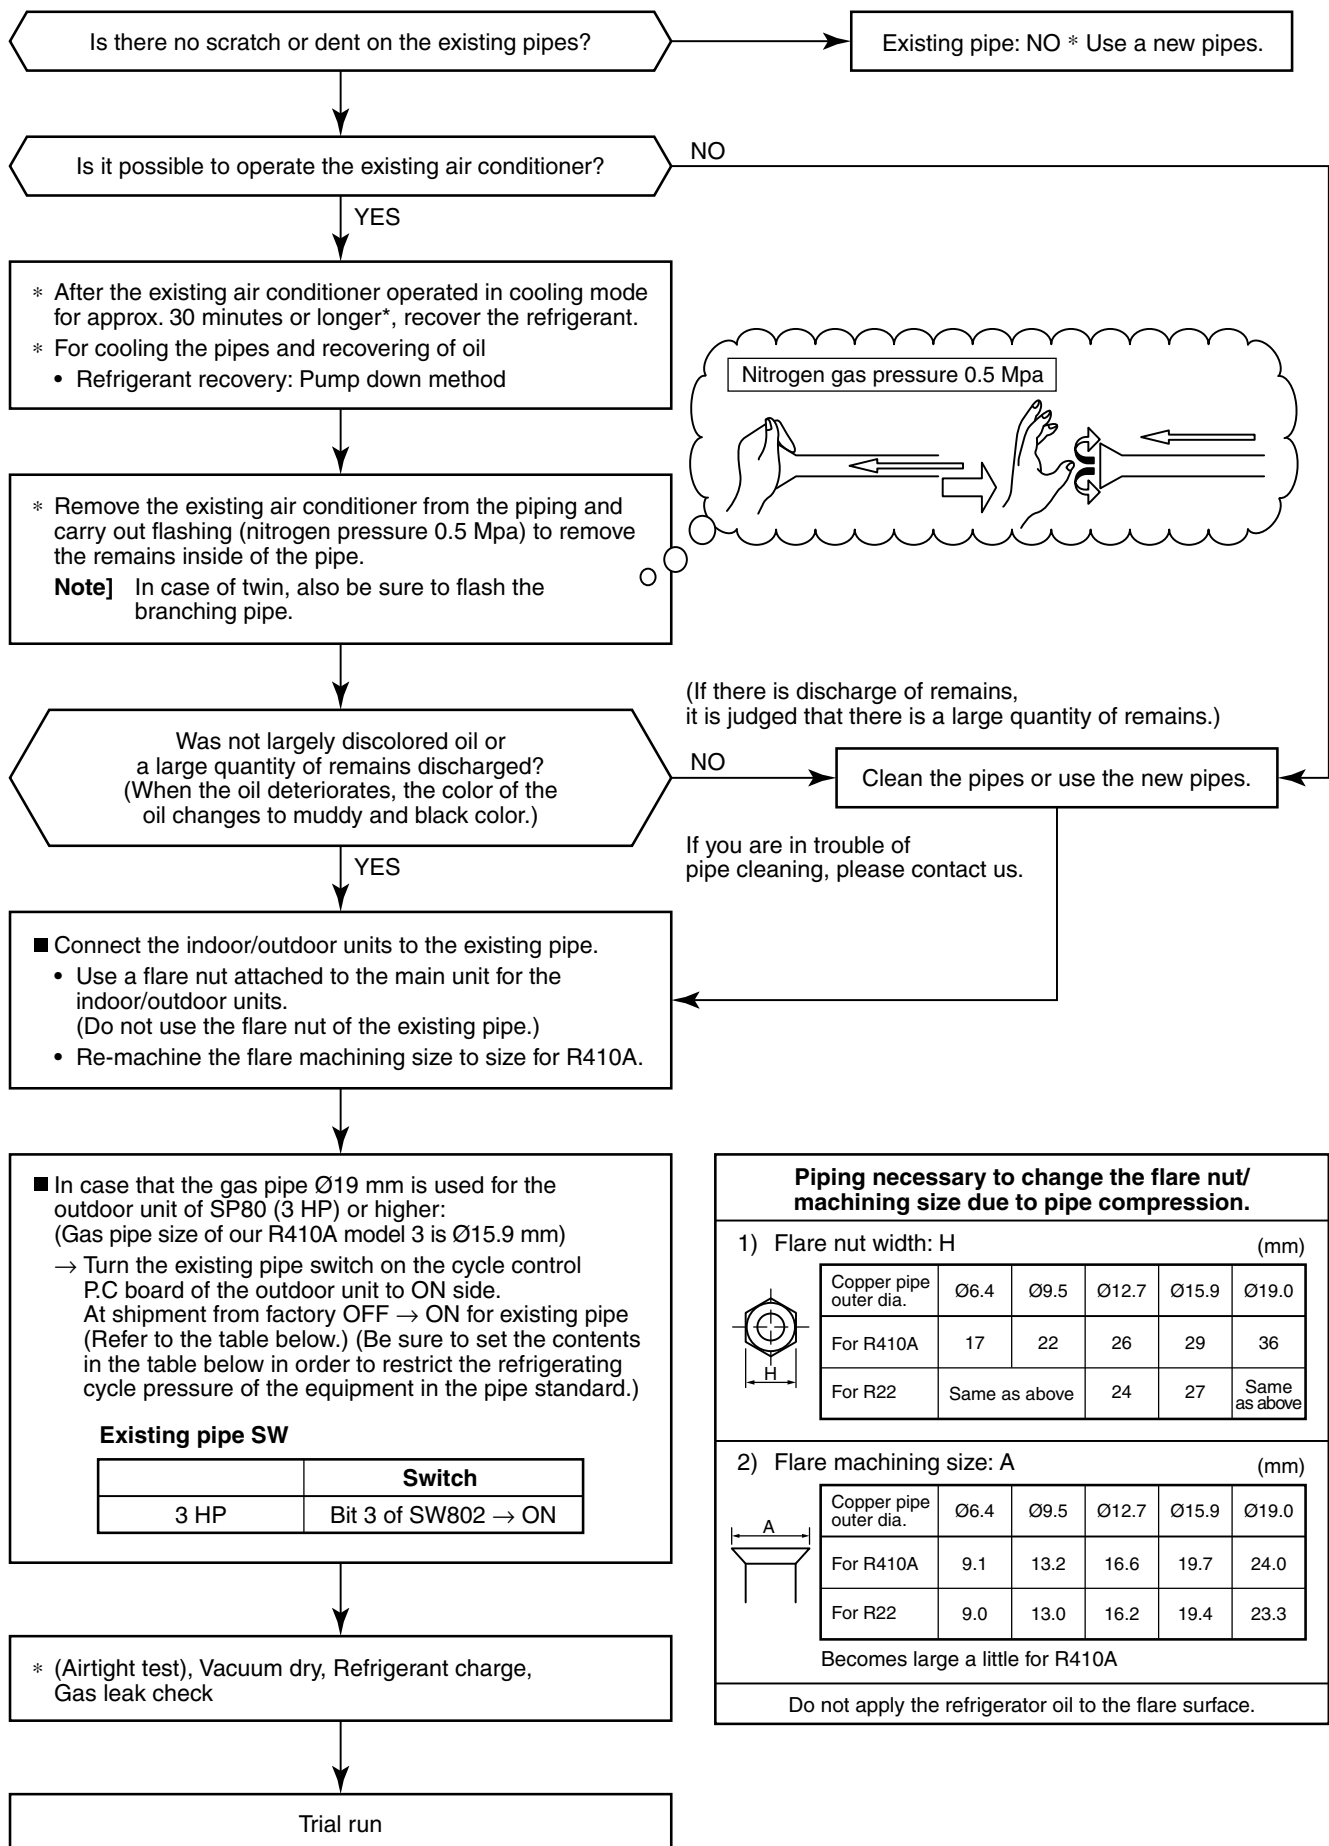 Is there no scratch or dent on the existing pipes?
Existing pipe: NO * Use a new pipes.
Is it possible to operate the existing air conditioner?
NO
YES
* After the existing air conditioner operated in cooling mode
for approx. 30 minutes or longer*, recover the refrigerant.
* For cooling the pipes and recovering of oil
• Refrigerant recovery: Pump down method
Nitrogen gas pressure 0.5 Mpa
* Remove the existing air conditioner from the piping and
carry out flashing (nitrogen pressure 0.5 Mpa) to remove
the remains inside of the pipe.
Note] In case of twin, also be sure to flash the
branching pipe.
(If there is discharge of remains,
it is judged that there is a large quantity of remains.)
Was not largely discolored oil or
a large quantity of remains discharged?
(When the oil deteriorates, the color of the
oil changes to muddy and black color.)
NO
Clean the pipes or use the new pipes.
YES
If you are in trouble of
pipe cleaning, please contact us.
■ Connect the indoor/outdoor units to the existing pipe.
• Use a flare nut attached to the main unit for the
indoor/outdoor units.
(Do not use the flare nut of the existing pipe.)
• Re-machine the flare machining size to size for R410A.
■ In case that the gas pipe Ø19 mm is used for the
outdoor unit of SP80 (3 HP) or higher:
(Gas pipe size of our R410A model 3 is Ø15.9 mm)
→ Turn the existing pipe switch on the cycle control
P.C board of the outdoor unit to ON side.
At shipment from factory OFF → ON for existing pipe
(Refer to the table below.) (Be sure to set the contents
in the table below in order to restrict the refrigerating
cycle pressure of the equipment in the pipe standard.)
Existing pipe SW
Switch
3 HP Bit 3 of SW802 → ON
* (Airtight test), Vacuum dry, Refrigerant charge,
Gas leak check
Trial run
Piping necessary to change the flare nut/
machining size due to pipe compression.
1) Flare nut width: H (mm)
H
Copper pipe
outer dia. Ø6.4 Ø9.5 Ø12.7 Ø15.9 Ø19.0
For R410A 17 22 26 29 36
For R22 Same as above 24 27 Same
as above
2) Flare machining size: A (mm)
A
Copper pipe
outer dia. Ø6.4 Ø9.5 Ø12.7 Ø15.9 Ø19.0
For R410A 9.1 13.2 16.6 19.7 24.0
For R22 9.0 13.0 16.2 19.4 23.3
Becomes large a little for R410A
Do not apply the refrigerator oil to the flare surface.